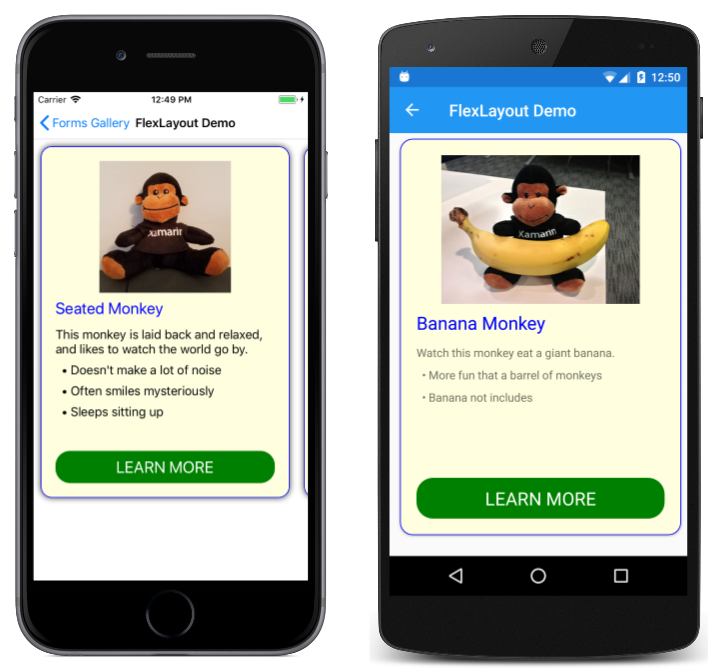 Carrier 12:49 PM
Forms Gallery FlexLayout Demo
Xamarin
Seated Monkey
This monkey is laid back and relaxed,
and likes to watch the world go by.
• Doesn't make a lot of noise
• Often smiles mysteriously
• Sleeps sitting up
LEARN MORE
12:50
FlexLayout Demo
Xamarin
Banana Monkey
Watch this monkey eat a giant banana.
• More fun that a barrel of monkeys
• Banana not includes
LEARN MORE